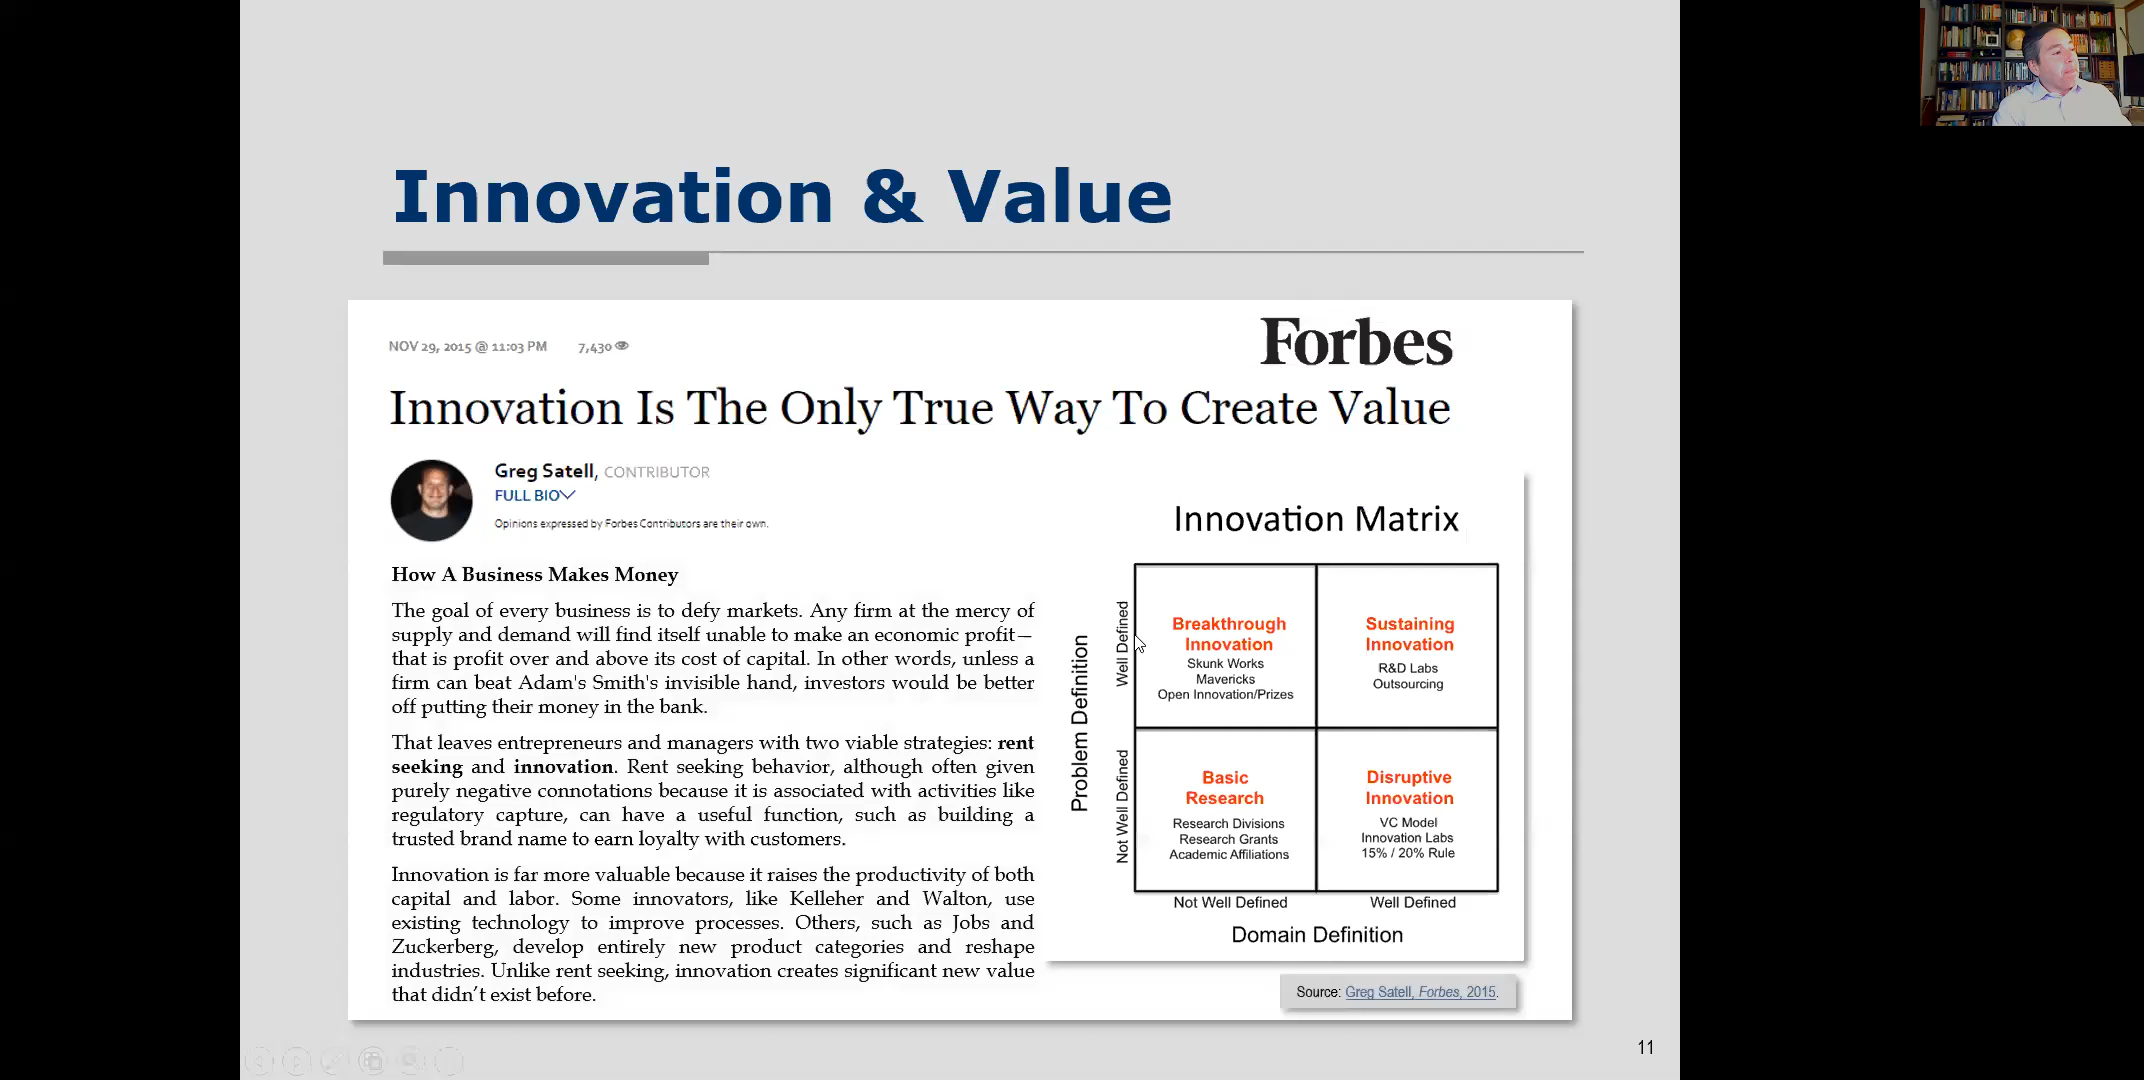 Innovation & Value
NOV 29, 2015 @ 11:03 PM 7,430
Forbes
Innovation Is The Only True Way To Create Value
Greg Satell, CONTRIBUTOR
FULL BIO
Opinions expressed by Forbes Contributors are their own.
How A Business Makes Money
The goal of every business is to defy markets. Any firm at the mercy of
supply and demand will find itself unable to make an economic profit—
that is profit over and above its cost of capital. In other words, unless a
firm can beat Adam's Smith's invisible hand, investors would be better
off putting their money in the bank.
That leaves entrepreneurs and managers with two viable strategies: rent
seeking and innovation. Rent seeking behavior, although often given
purely negative connotations because it is associated with activities like
regulatory capture, can have a useful function, such as building a
trusted brand name to earn loyalty with customers.
Innovation is far more valuable because it raises the productivity of both
capital and labor. Some innovators, like Kelleher and Walton, use
existing technology to improve processes. Others, such as Jobs and
Zuckerberg, develop entirely new product categories and reshape
industries. Unlike rent seeking, innovation creates significant new value
that didn't exist before.
Innovation Matrix
Problem Definition
Well Defined
Not Well Defined
Breakthrough
Innovation
Skunk Works
Mavericks
Open Innovation/Prizes
Sustaining
Innovation
R&D Labs
Outsourcing
Basic
Research
Research Divisions
Research Grants
Academic Affiliations
Disruptive
Innovation
VC Model
Innovation Labs
15% / 20% Rule
Not Well Defined
Well Defined
Domain Definition
Source: Greg Satell, Forbes, 2015.
11